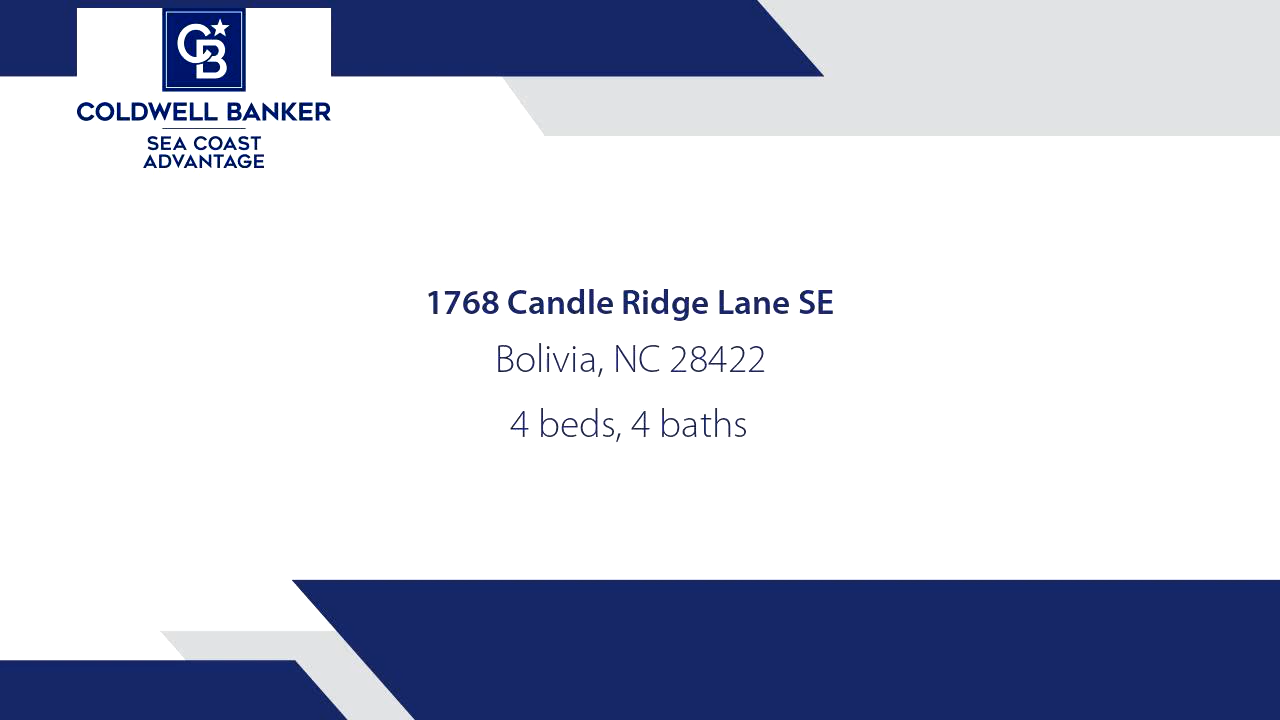 CB
COLDWELL BANKER
SEA COAST
ADVANTAGE
1768 Candle Ridge Lane SE
Bolivia, NC 28422
4 beds, 4 baths